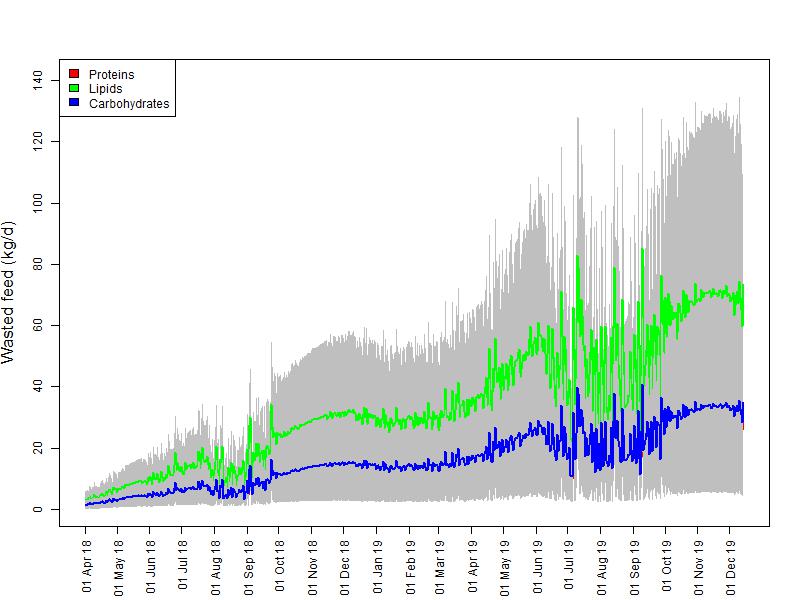 Proteins
Lipids
Carbohydrates
Wasted feed (kg/d)
140
120
100
80
60
40
20
0
01 Apr 18
01 May 18
01 Jun 18
01 Jul 18
01 Aug 18
01 Sep 18
01 Oct 18
01 Nov 18
01 Dec 18
01 Jan 19
01 Feb 19
01 Mar 19
01 Apr 19
01 May 19
01 Jun 19
01 Jul 19
01 Aug 19
01 Sep 19
01 Oct 19
01 Nov 19
01 Dec 19